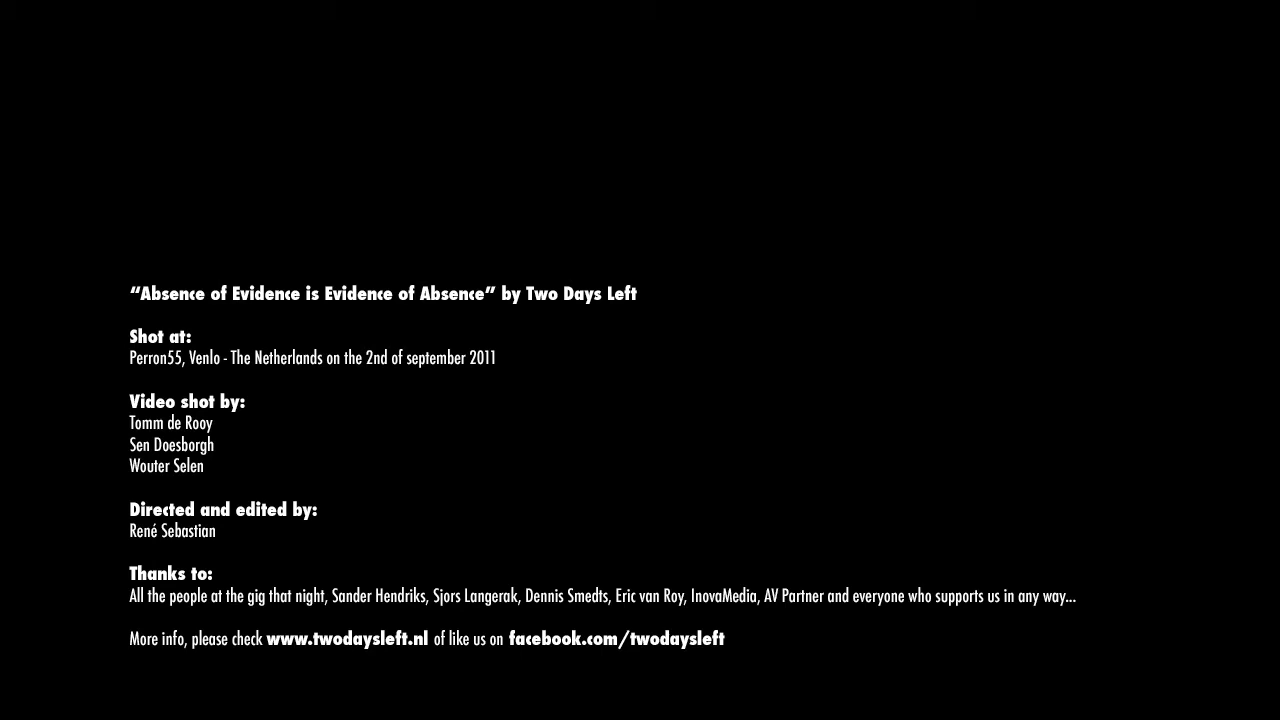 “Absence of Evidence is Evidence of Absence” by Two Days Left
Shot at:
Perron55, Venlo - The Netherlands on the 2nd of september 2011
Video shot by:
Tomm de Rooy
Sen Doesborgh
Wouter Selen
Directed and edited by:
René Sebastian
Thanks to:
All the people at the gig that night, Sander Hendriks, Sjors Langerak, Dennis Smedts, Eric van Roy, InovaMedia, AV Partner and everyone who supports us in any way...
More info, please check www.twodaysleft.nl of like us on facebook.com/twodaysleft